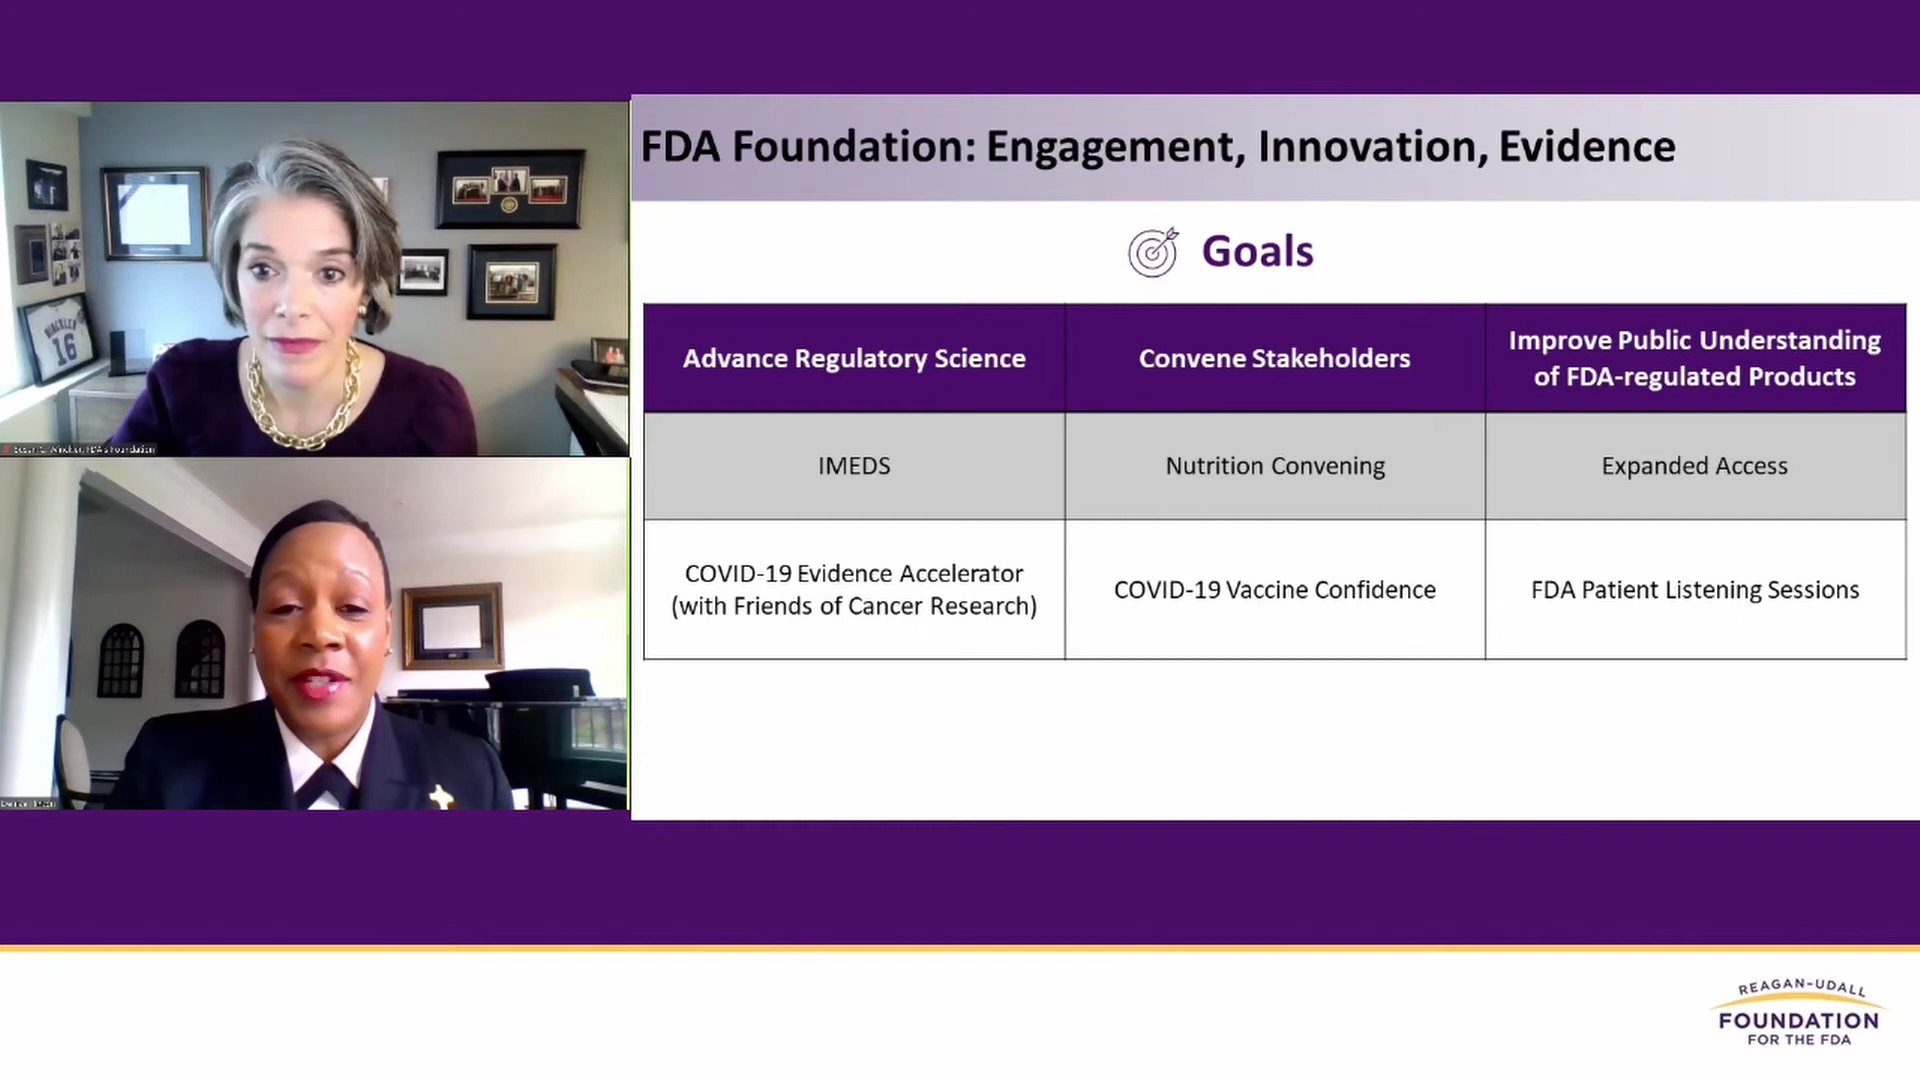 FDA Foundation: Engagement, Innovation, Evidence
Goals
Advance Regulatory Science
Convene Stakeholders
Improve Public Understanding
of FDA-regulated Products
IMEDS
Nutrition Convening
Expanded Access
COVID-19 Evidence Accelerator
(with Friends of Cancer Research)
COVID-19 Vaccine Confidence
FDA Patient Listening Sessions
16
REAGAN-UDALL
FOUNDATION
FOR THE FDA